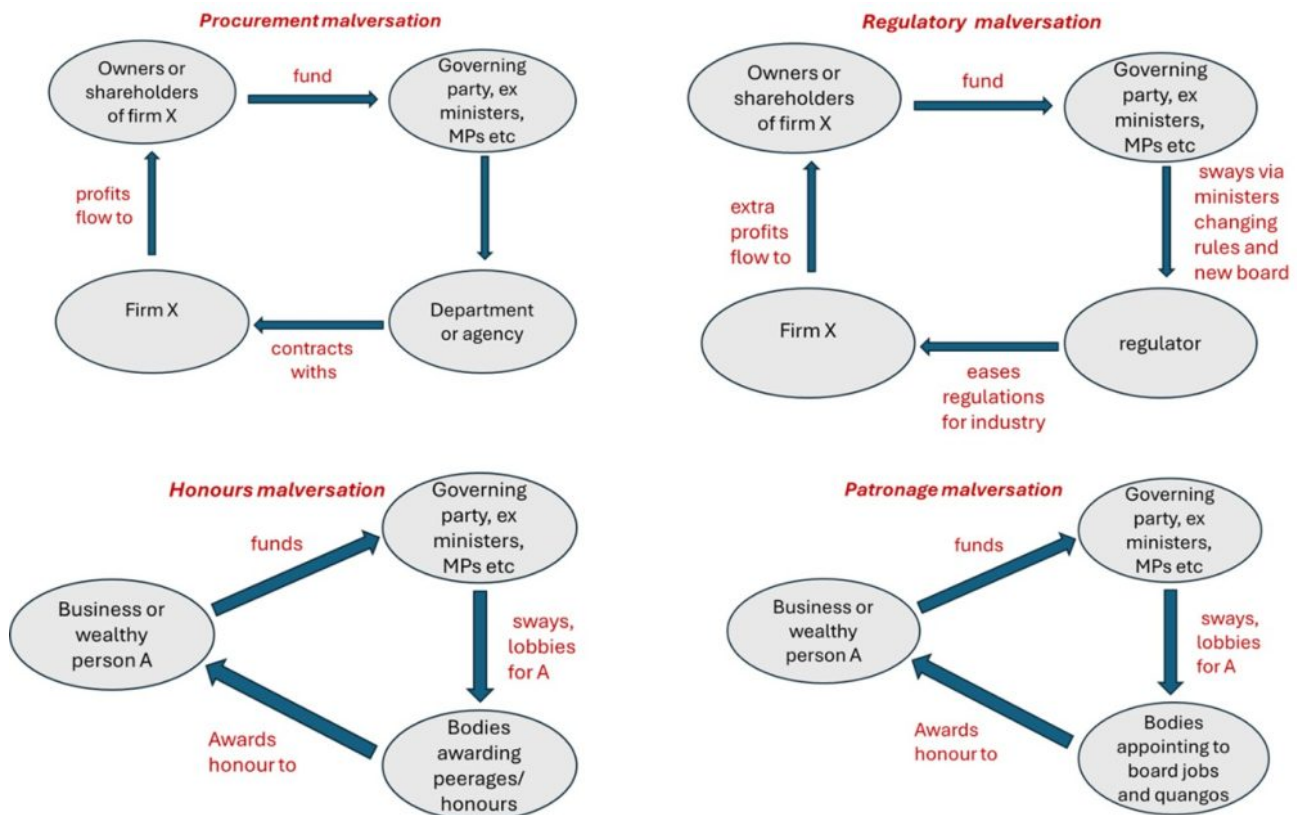 Procurement malversation
Owners or
shareholders
of firm X
fund
Governing
party, ex
ministers,
MPs etc
profits
flow to
Firm X
contracts
withs
Department
or agency
Regulatory malversation
Owners or
shareholders
of firm X
fund
Governing
party, ex
ministers,
MPs etc
sways via
ministers
changing
rules and
new board
extra
profits
flow to
Firm X
eases
regulations
for industry
regulator
Honours malversation
Governing
party, ex
ministers,
MPs etc
funds
Business or
wealthy
person A
sways,
lobbies
for A
Awards
honour to
Bodies
awarding
peerages/
honours
Patronage malversation
Governing
party, ex
ministers,
MPs etc
funds
Business or
wealthy
person A
sways,
lobbies
for A
Awards
honour to
Bodies
appointing to
board jobs
and quangos